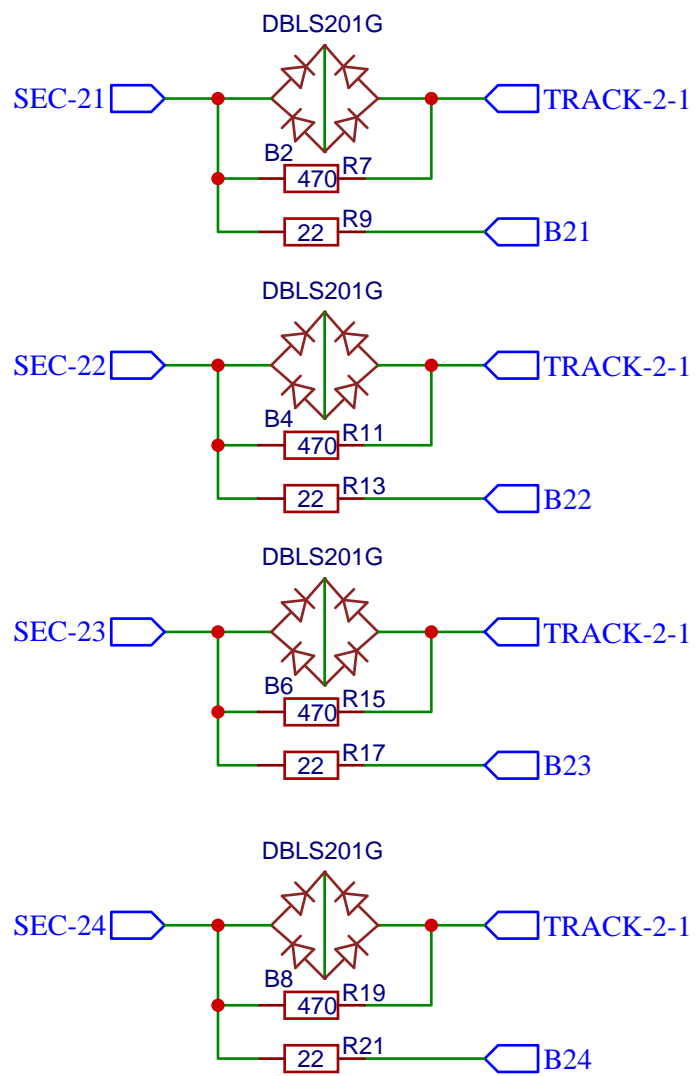 DBLS201G
SEC-21 TRACK-2-1
B2 470 R7
22 R9 B21
DBLS201G
SEC-22 TRACK-2-1
B4 470 R11
22 R13 B22
DBLS201G
SEC-23 TRACK-2-1
B6 470 R15
22 R17 B23
DBLS201G
SEC-24 TRACK-2-1
B8 470 R19
22 R21 B24